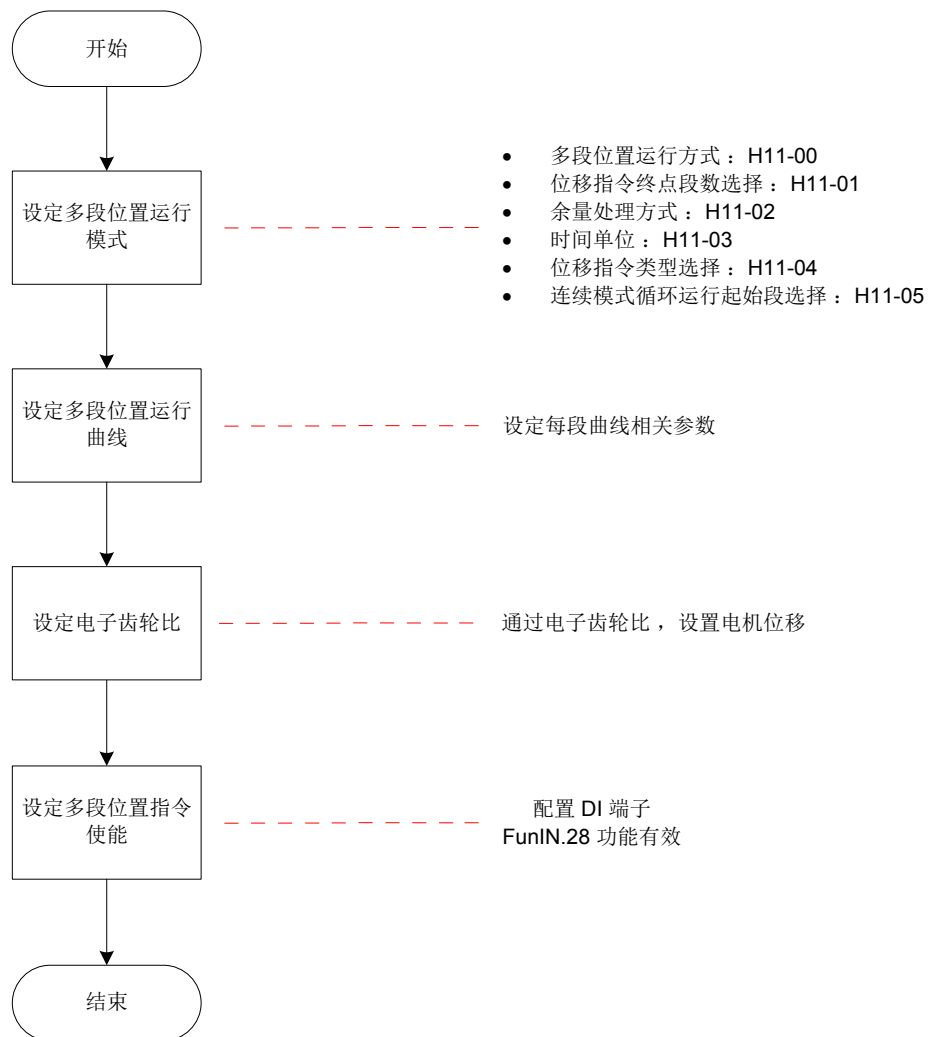 开始
设定多段位置运行
模式
• 多段位置运行方式 ：H11-00
• 位移指令终点段数选择 ：H11-01
• 余量处理方式 ：H11-02
• 时间单位 ：H11-03
• 位移指令类型选择 ：H11-04
• 连续模式循环运行起始段选择 ：H11-05
设定多段位置运行
曲线
设定每段曲线相关参数
设定电子齿轮比
通过电子齿轮比 ，设置电机位移
设定多段位置指令
使能
配置 DI 端子
FunIN.28 功能有效
结束